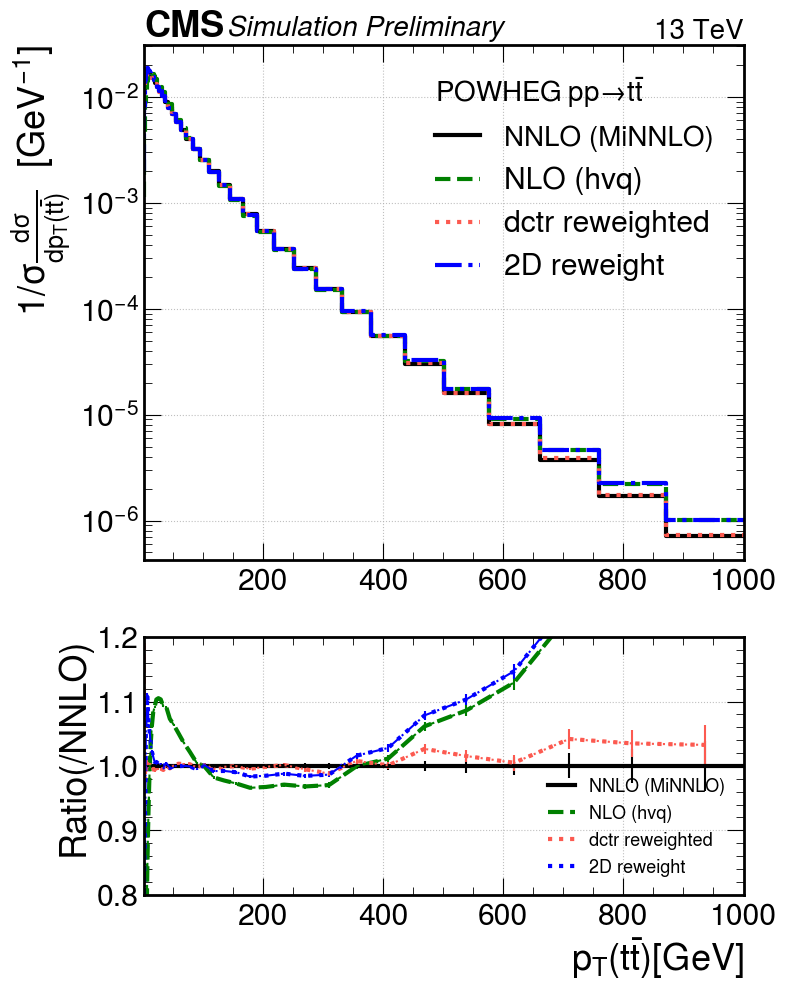 CMS Simulation Preliminary 13 TeV
1/σ dσ/dp_T(tt̄) [GeV⁻¹]
10⁻²
10⁻³
10⁻⁴
10⁻⁵
10⁻⁶
POWHEG pp→tt̄
NNLO (MiNNLO)
NLO (hvq)
dctr reweighted
2D reweight
200 400 600 800 1000
Ratio(/NNLO)
1.2
1.1
1.0
0.9
0.8
NNLO (MiNNLO)
NLO (hvq)
dctr reweighted
2D reweight
200 400 600 800 1000
p_T(tt̄)[GeV]